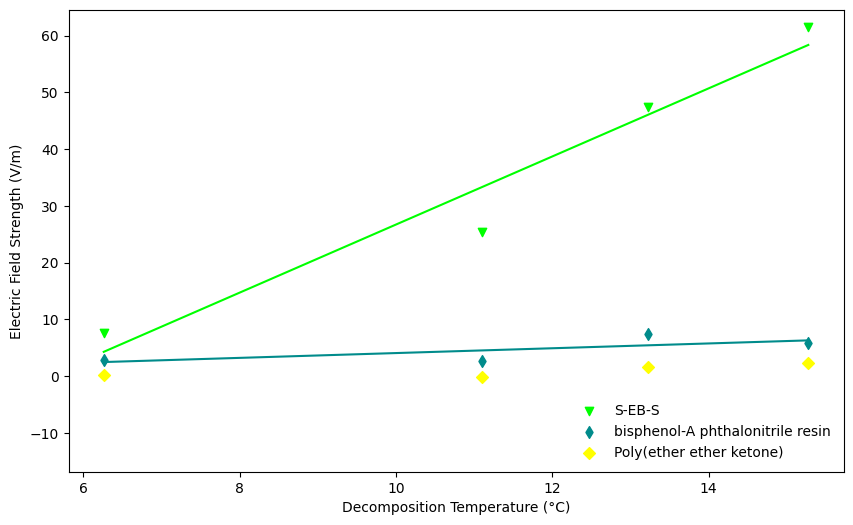 60
50
40
30
20
10
0
−10
Electric Field Strength (V/m)
S-EB-S
bisphenol-A phthalonitrile resin
Poly(ether ether ketone)
6 8 10 12 14
Decomposition Temperature (°C)